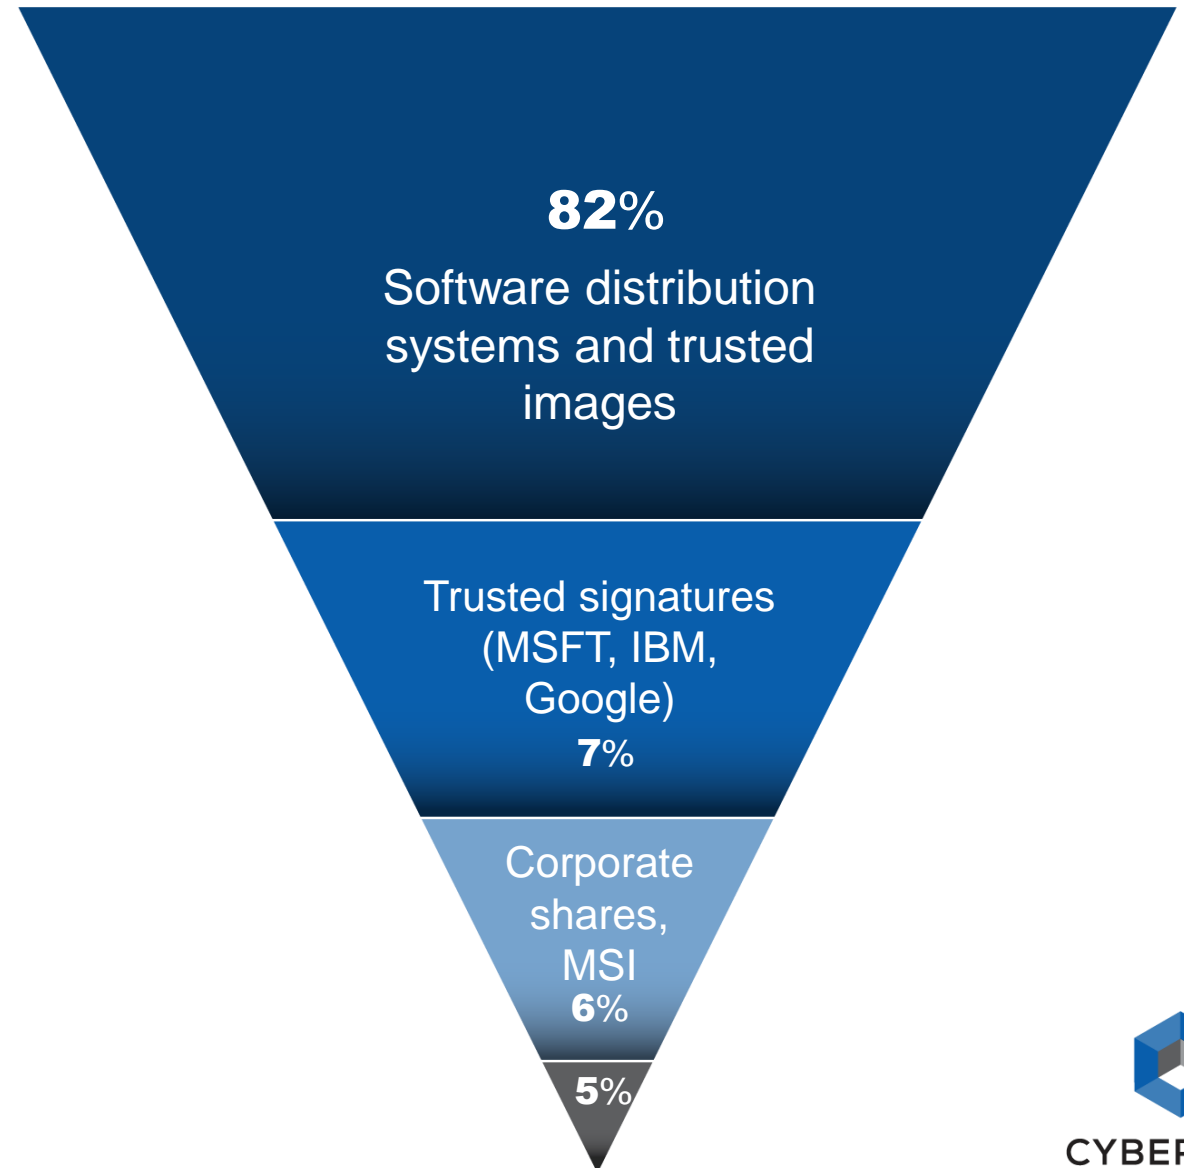 82%
Software distribution
systems and trusted
images
Trusted signatures
(MSFT, IBM,
Google)
7%
Corporate
shares,
MSI
6%
5%